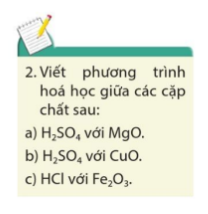 2. Viết phương trình
hoá học giữa các cặp
chất sau:
a) H₂SO₄ với MgO.
b) H₂SO₄ với CuO.
c) HCl với Fe₂O₃.